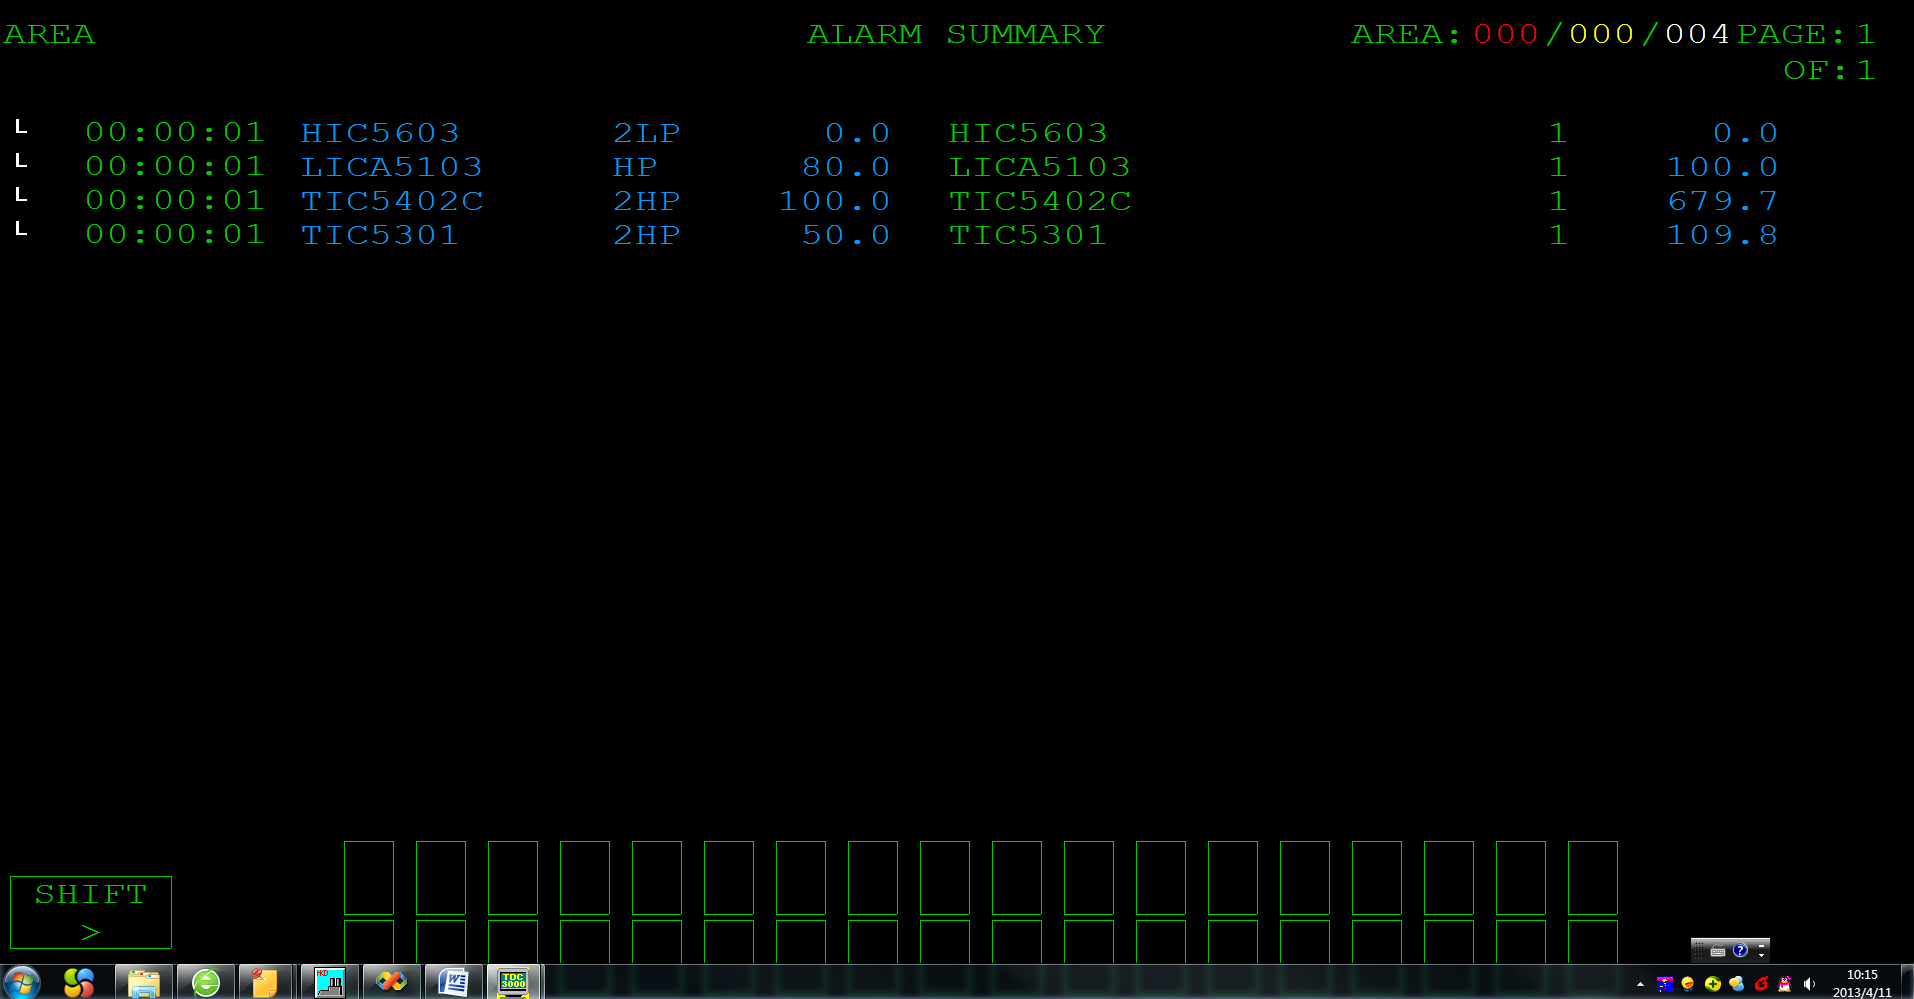 AREA ALARM SUMMARY AREA:000/000/004 PAGE:1
OF:1
L 00:00:01 HIC5603 2LP 0.0 HIC5603 1 0.0
L 00:00:01 LICA5103 HP 80.0 LICA5103 1 100.0
L 00:00:01 TIC5402C 2HP 100.0 TIC5402C 1 679.7
L 00:00:01 TIC5301 2HP 50.0 TIC5301 1 109.8
SHIFT
>
HKD
W
TDC
3000
?
10:15
2013/4/11